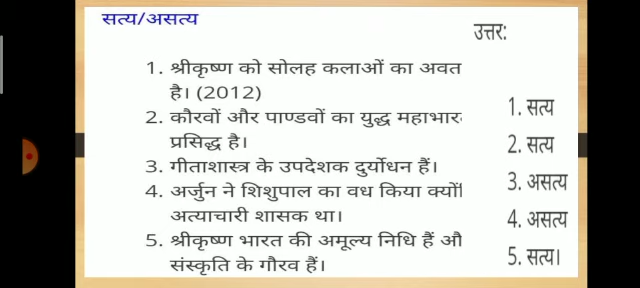 सत्य/असत्य
1. श्रीकृष्ण को सोलह कलाओं का अवत
है। (2012)
2. कौरवों और पाण्डवों का युद्ध महाभार
प्रसिद्ध है।
3. गीताशास्त्र के उपदेशक दुर्योधन हैं।
4. अर्जुन ने शिशुपाल का वध किया
अत्याचारी शासक था।
5. श्रीकृष्ण भारत की अमूल्य निधि हैं औ
संस्कृति के गौरव हैं।
उत्तर:
1. सत्य
2. सत्य
3. असत्य
4. असत्य
5. सत्य।